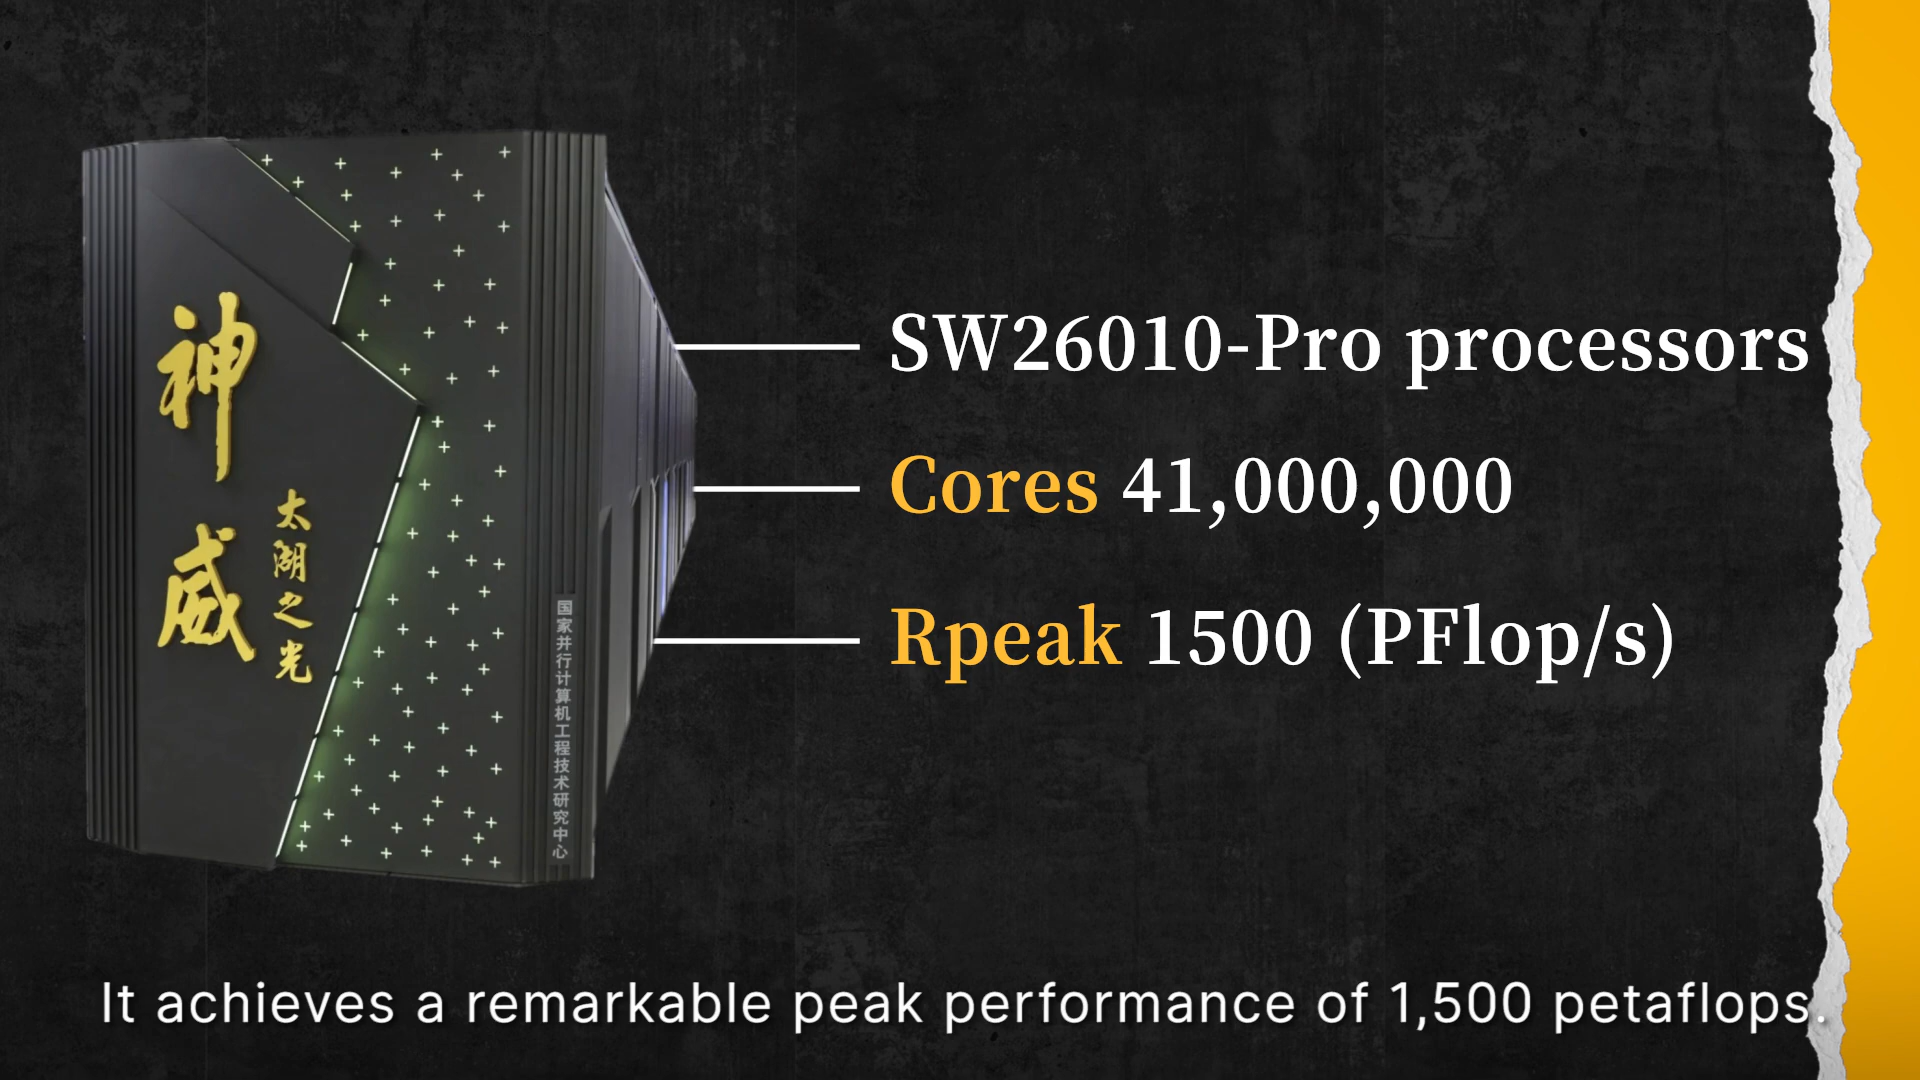 神威
太湖之光
国家并行计算机工程技术研究中心
SW26010-Pro processors
Cores 41,000,000
Rpeak 1500 (PFlop/s)
It achieves a remarkable peak performance of 1,500 petaflops.